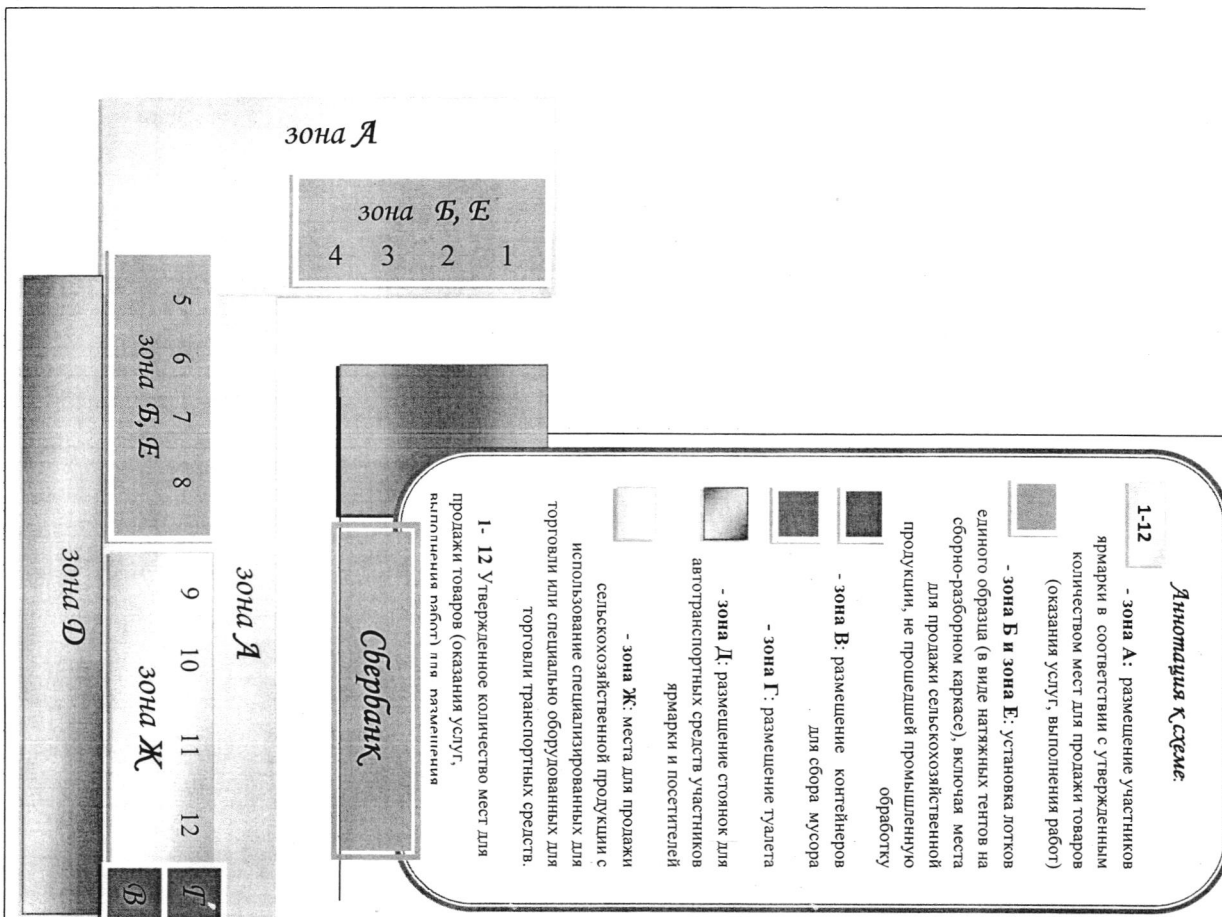 Аннотация к схеме:
1-12
- зона А: размещение участников
ярмарки в соответствии с утвержденным
количеством мест для продажи товаров
(оказания услуг, выполнения работ)
- зона Б и зона Е: установка лотков
единого образца (в виде натяжных тентов на
сборно-разборном каркасе), включая места
для продажи сельскохозяйственной
продукции, не прошедшей промышленную
обработку
- зона В: размещение контейнеров
для сбора мусора
- зона Г: размещение туалета
- зона Д: размещение стоянок для
автотранспортных средств участников
ярмарки и посетителей
- зона Ж: места для продажи
сельскохозяйственной продукции с
использование специализированных для
торговли или специально оборудованных для
торговли транспортных средств.
1- 12 Утвержденное количество мест для
продажи товаров (оказания услуг,
выполнения работ) для размещения
Сбербанк
зона А
зона Б, Е
4 3 2 1
зона А
5 6 7 8
зона Б, Е
9 10 11 12
зона Ж
Г
В
зона D